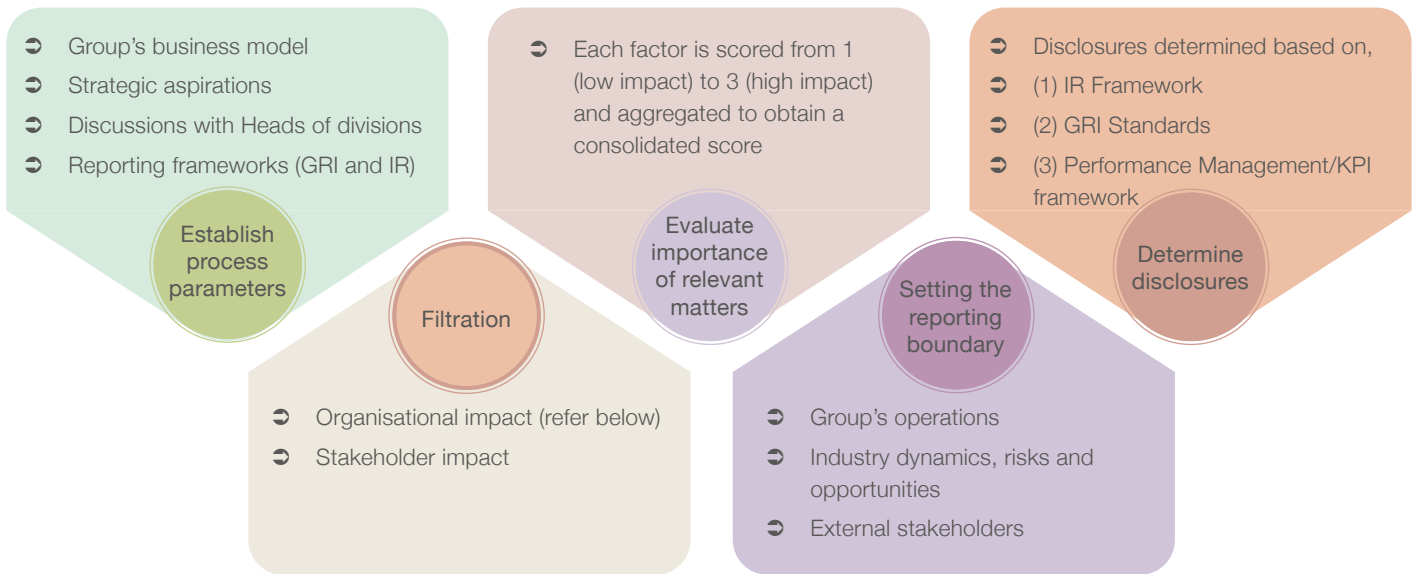 ➲ Group's business model
➲ Strategic aspirations
➲ Discussions with Heads of divisions
➲ Reporting frameworks (GRI and IR)
Establish
process
parameters
Filtration
➲ Organisational impact (refer below)
➲ Stakeholder impact
➲ Each factor is scored from 1
(low impact) to 3 (high impact)
and aggregated to obtain a
consolidated score
Evaluate
importance
of relevant
matters
Setting the
reporting
boundary
➲ Group's operations
➲ Industry dynamics, risks and
opportunities
➲ External stakeholders
➲ Disclosures determined based on,
➲ (1) IR Framework
➲ (2) GRI Standards
➲ (3) Performance Management/KPI
framework
Determine
disclosures